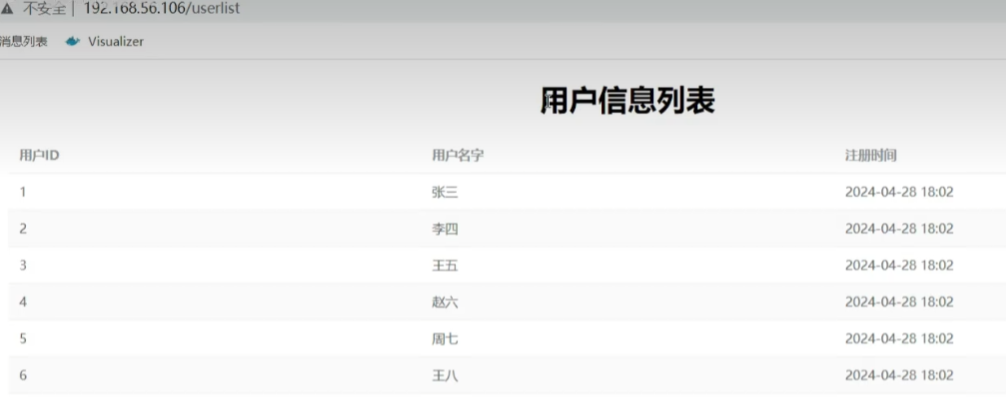 不安全 | 192.168.56.106/userlist
消息列表 Visualizer
用户信息列表
用户ID 用户名字 注册时间
1 张三 2024-04-28 18:02
2 李四 2024-04-28 18:02
3 王五 2024-04-28 18:02
4 赵六 2024-04-28 18:02
5 周七 2024-04-28 18:02
6 王八 2024-04-28 18:02